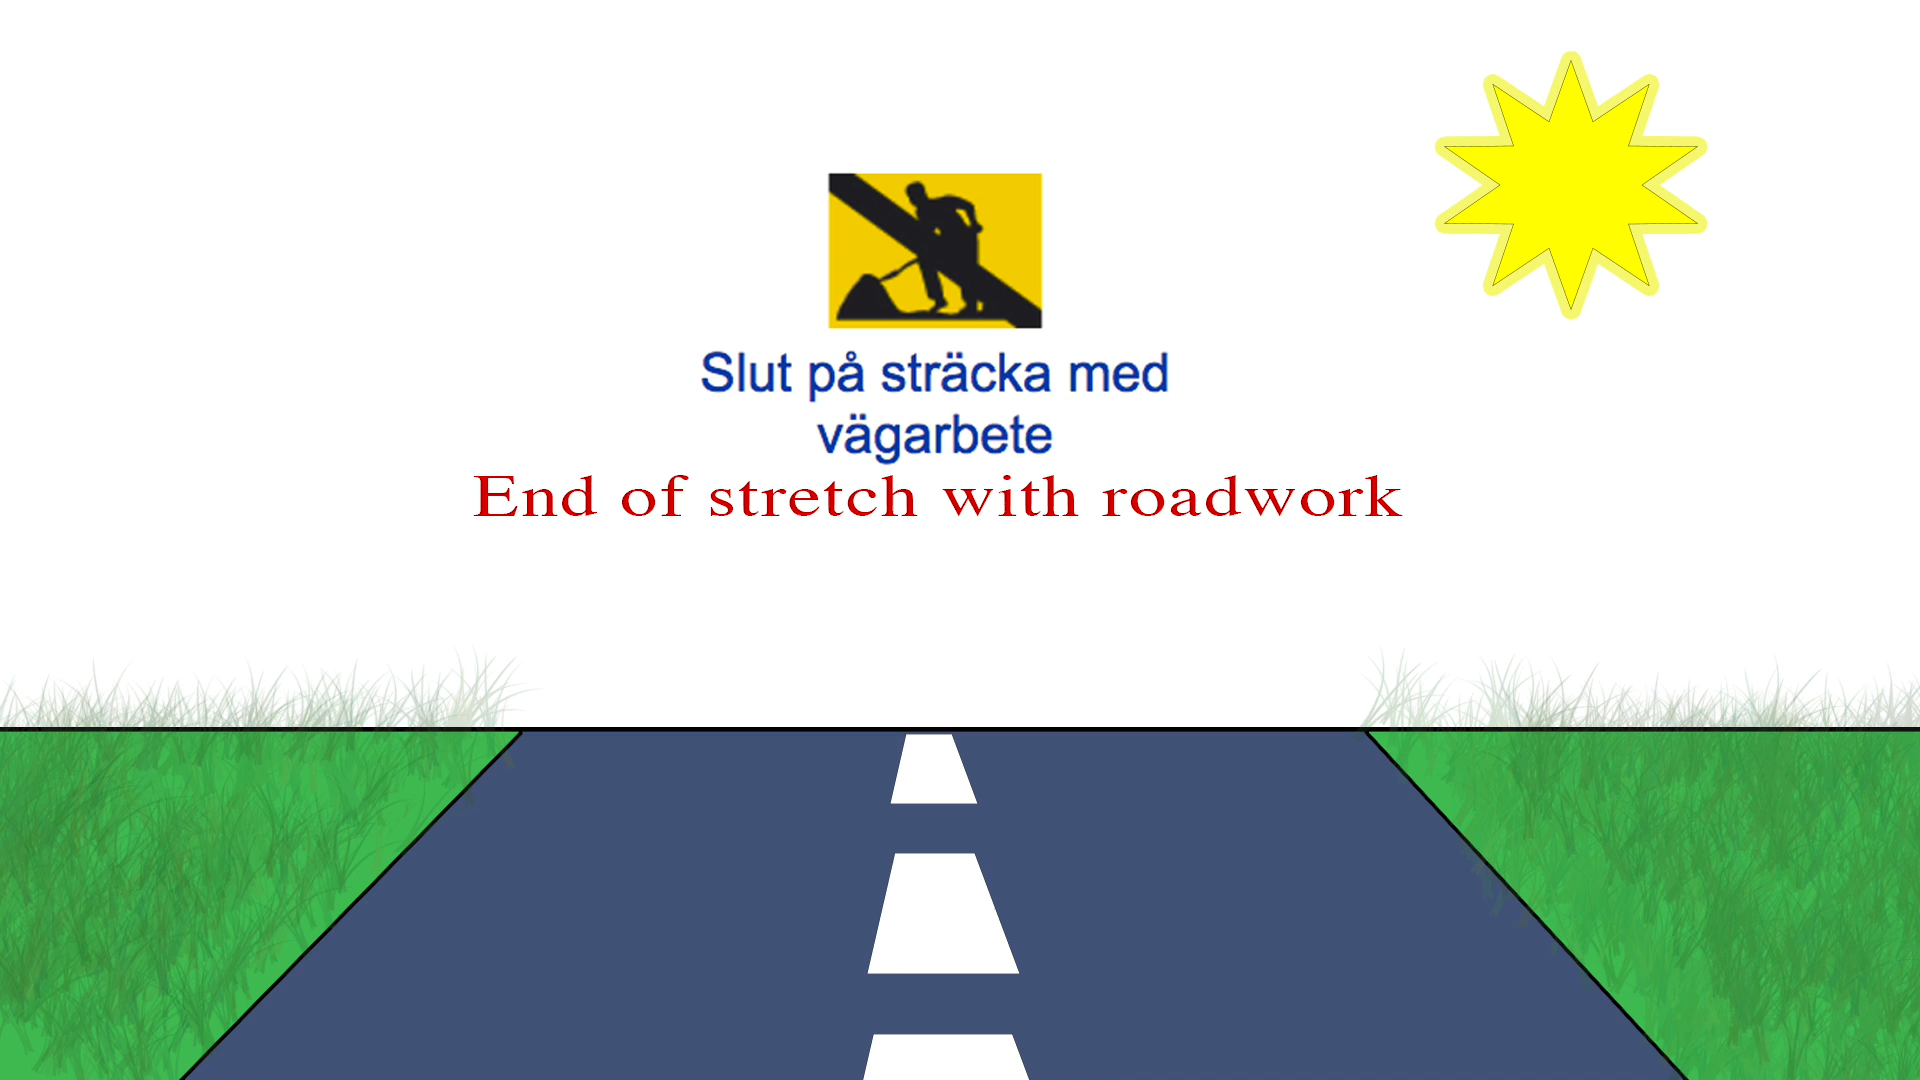 Slut på sträcka med
vägarbete
End of stretch with roadwork